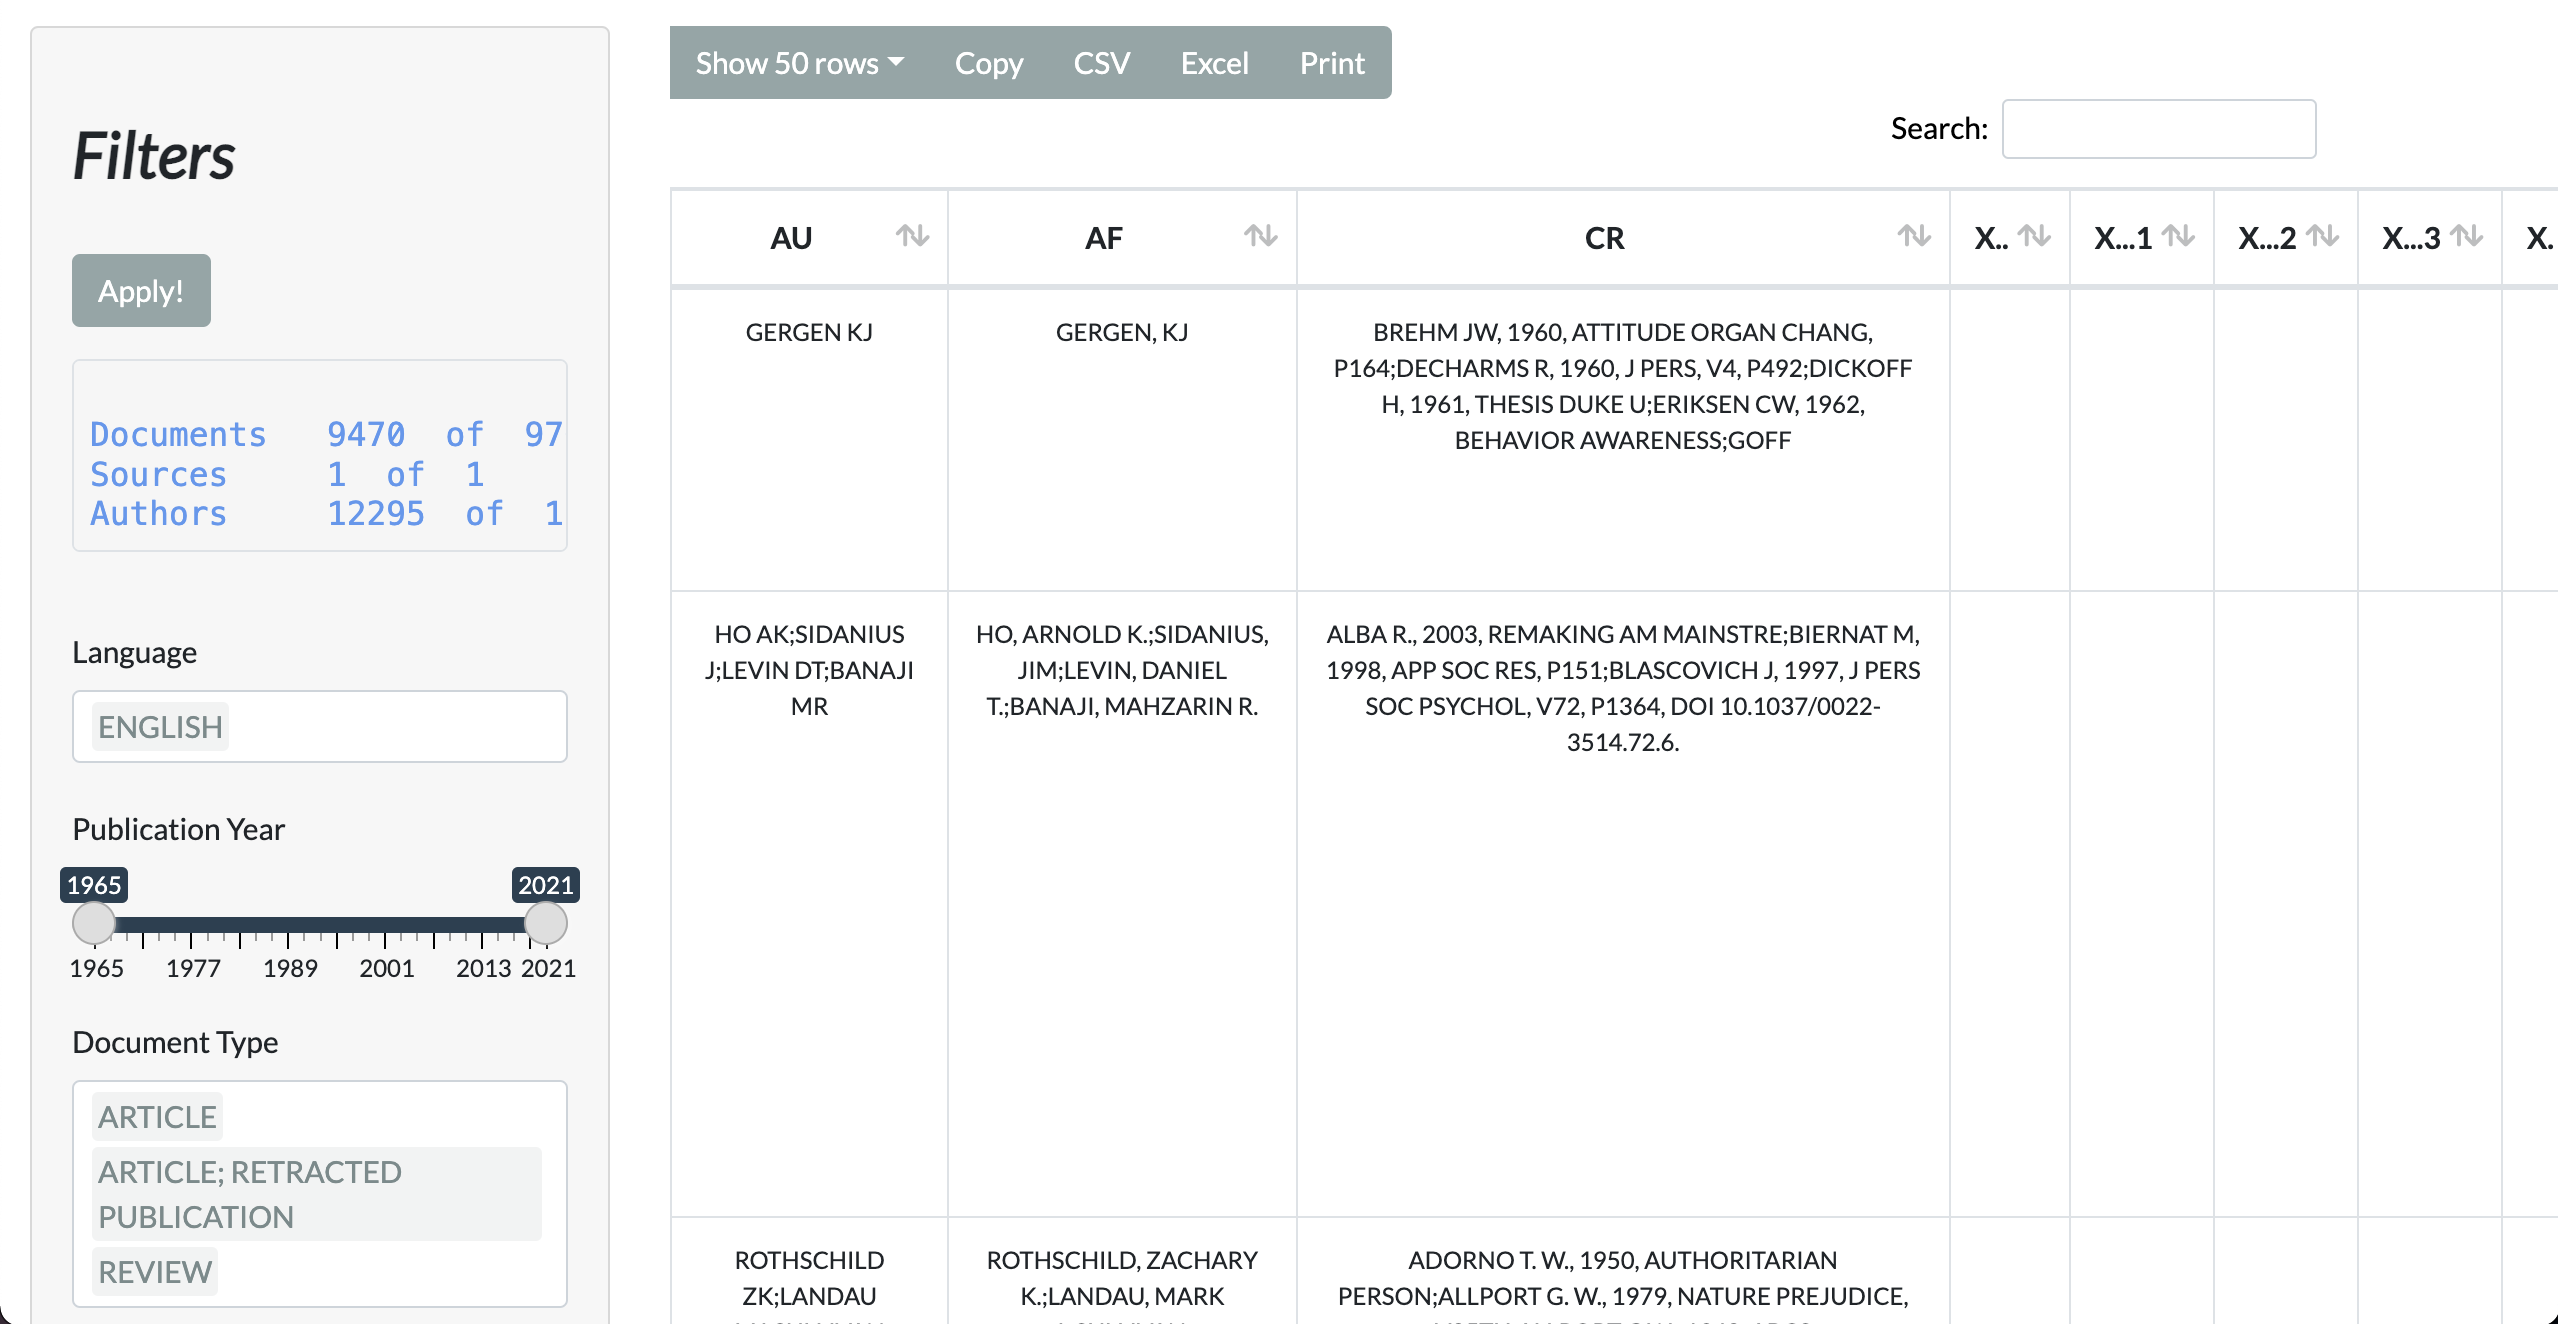 Filters
Apply!
Documents 9470 of 97
Sources 1 of 1
Authors 12295 of 1
Language
ENGLISH
Publication Year
1965 2021
1965 1977 1989 2001 2013 2021
Document Type
ARTICLE
ARTICLE; RETRACTED
PUBLICATION
REVIEW
Show 50 rows Copy CSV Excel Print
Search:
AU AF CR X.. X...1 X...2 X...3 X.
GERGEN KJ
GERGEN, KJ
BREHM JW, 1960, ATTITUDE ORGAN CHANG,
P164;DECHARMS R, 1960, J PERS, V4, P492;DICKOFF
H, 1961, THESIS DUKE U;ERIKSEN CW, 1962,
BEHAVIOR AWARENESS;GOFF
HO AK;SIDANIUS
J;LEVIN DT;BANAJI
MR
HO, ARNOLD K.;SIDANIUS,
JIM;LEVIN, DANIEL
T.;BANAJI, MAHZARIN R.
ALBA R., 2003, REMAKING AM MAINSTRE;BIERNAT M,
1998, APP SOC RES, P151;BLASCOVICH J, 1997, J PERS
SOC PSYCHOL, V72, P1364, DOI 10.1037/0022-
3514.72.6.
ROTHSCHILD
ZK;LANDAU
ROTHSCHILD, ZACHARY
K.;LANDAU, MARK
ADORNO T. W., 1950, AUTHORITARIAN
PERSON;ALLPORT G. W., 1979, NATURE PREJUDICE,